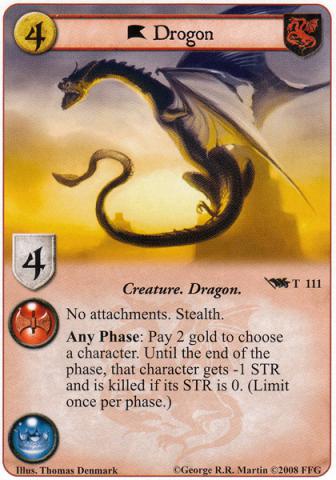 4 Drogon
4
Creature. Dragon.
T 111
No attachments. Stealth.
Any Phase: Pay 2 gold to choose
a character. Until the end of the
phase, that character gets -1 STR
and is killed if its STR is 0. (Limit
once per phase.)
Illus. Thomas Denmark ©George R.R. Martin ©2008 FFG